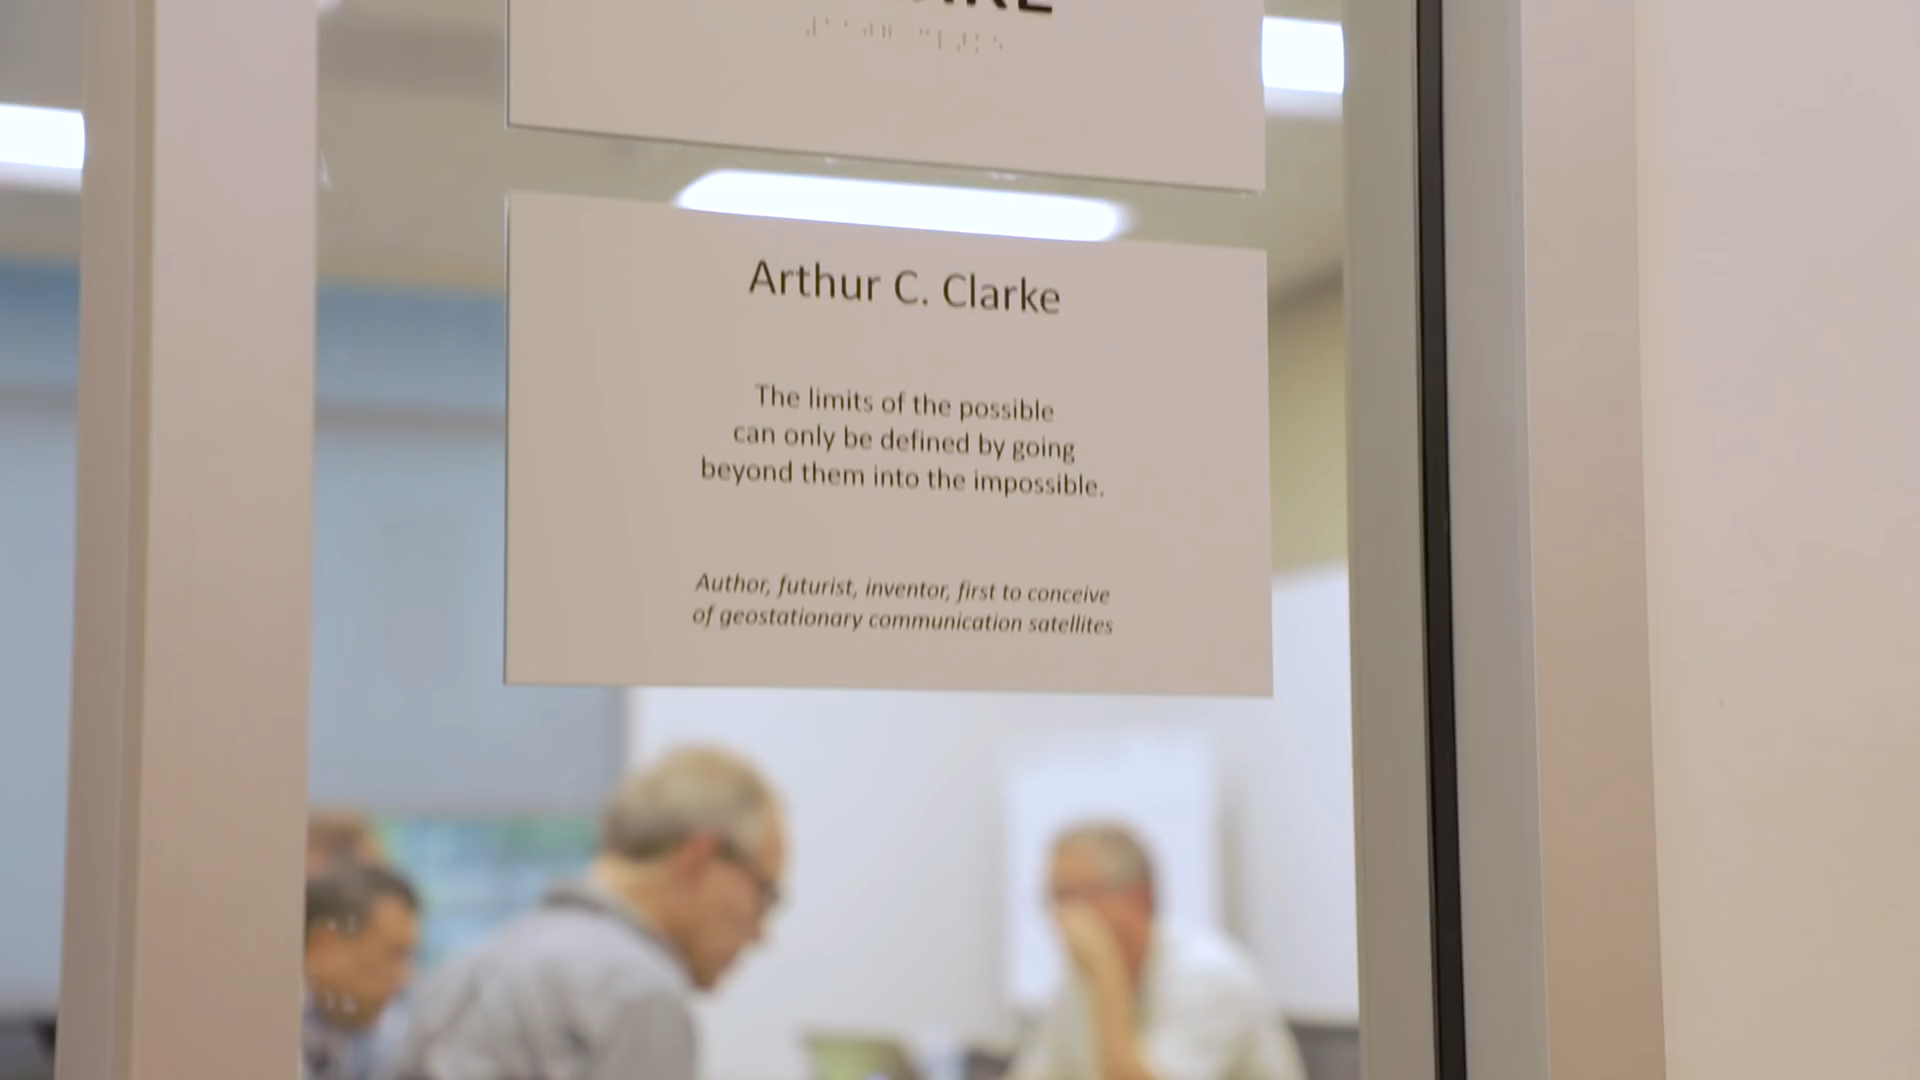 Arthur C. Clarke
The limits of the possible
can only be defined by going
beyond them into the impossible.
Author, futurist, inventor, first to conceive
of geostationary communication satellites